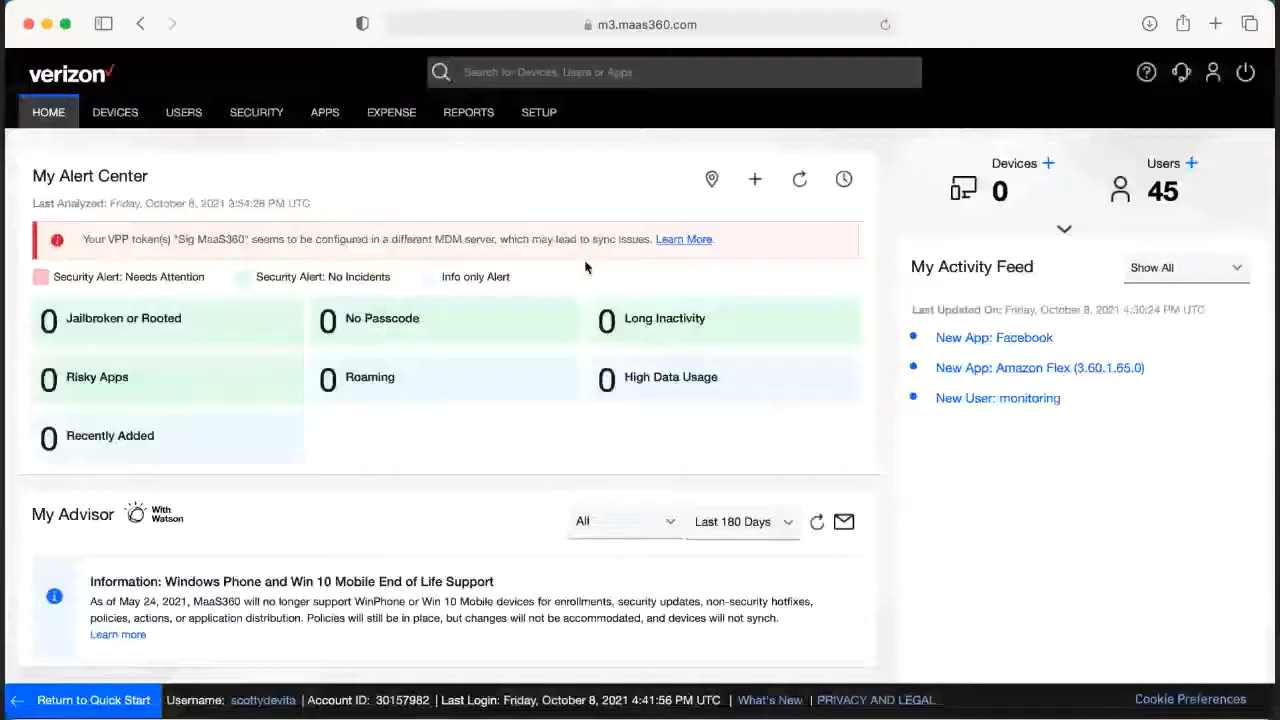 m3.maas360.com
verizon
Search for Devices, Users or Apps
HOME DEVICES USERS SECURITY APPS EXPENSE REPORTS SETUP
My Alert Center
Last Analyzed: Friday, October 8, 2021 3:54:28 PM UTC
Your VPP token(s) "Sig MaaS360" seems to be configured in a different MDM server, which may lead to sync issues. Learn More.
Security Alert: Needs Attention Security Alert: No Incidents Info only Alert
0 Jailbroken or Rooted 0 No Passcode 0 Long Inactivity
0 Risky Apps 0 Roaming 0 High Data Usage
0 Recently Added
Devices +
0
Users +
45
My Activity Feed Show All
Last Updated On: Friday, October 8, 2021 4:30:24 PM UTC
New App: Facebook
New App: Amazon Flex (3.60.1.65.0)
New User: monitoring
My Advisor With Watson All Last 180 Days
Information: Windows Phone and Win 10 Mobile End of Life Support
As of May 24, 2021, MaaS360 will no longer support WinPhone or Win 10 Mobile devices for enrollments, security updates, non-security hotfixes,
policies, actions, or application distribution. Policies will still be in place, but changes will not be accommodated, and devices will not synch.
Learn more
Return to Quick Start Username: scottydevita | Account ID: 30157982 | Last Login: Friday, October 8, 2021 4:41:56 PM UTC | What's New | PRIVACY AND LEGAL Cookie Preferences